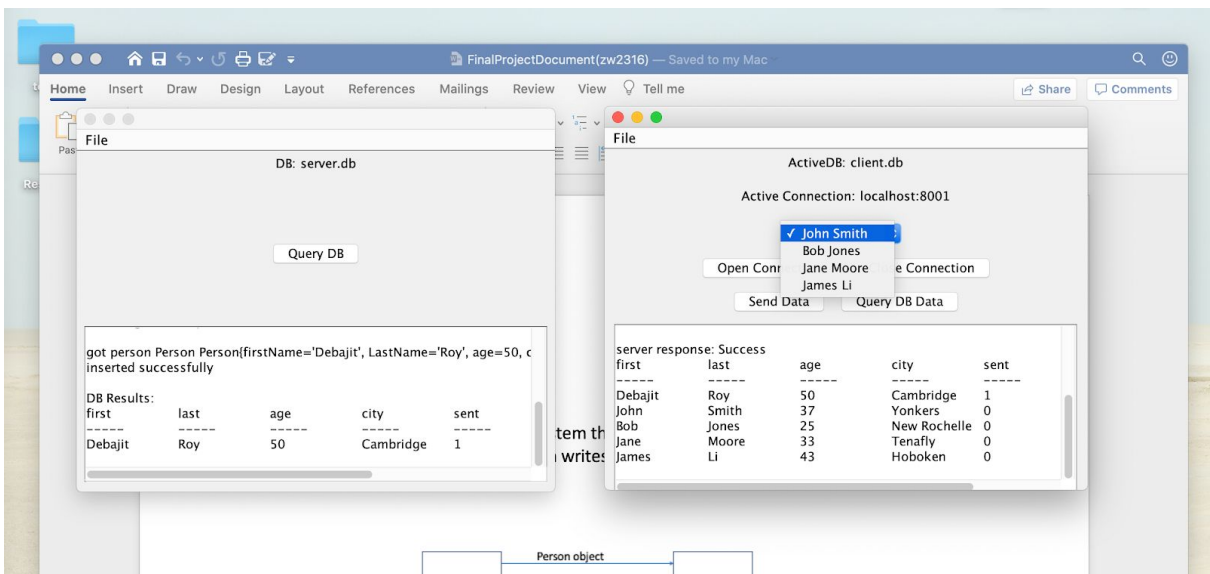 FinalProjectDocument(zw2316) — Saved to my Mac
Home Insert Draw Design Layout References Mailings Review View Tell me Share Comments
File
DB: server.db
Query DB
got person Person Person{firstName='Debajit', LastName='Roy', age=50, c
inserted successfully
DB Results:
first last age city sent
----- ----- ----- ----- -----
Debajit Roy 50 Cambridge 1
File
ActiveDB: client.db
Active Connection: localhost:8001
✓ John Smith
Bob Jones
Jane Moore
James Li
Open Conn e Connection
Send Data Query DB Data
server response: Success
first last age city sent
----- ----- ----- ----- -----
Debajit Roy 50 Cambridge 1
John Smith 37 Yonkers 0
Bob Jones 25 New Rochelle 0
Jane Moore 33 Tenafly 0
James Li 43 Hoboken 0
tem th
writes
Person object